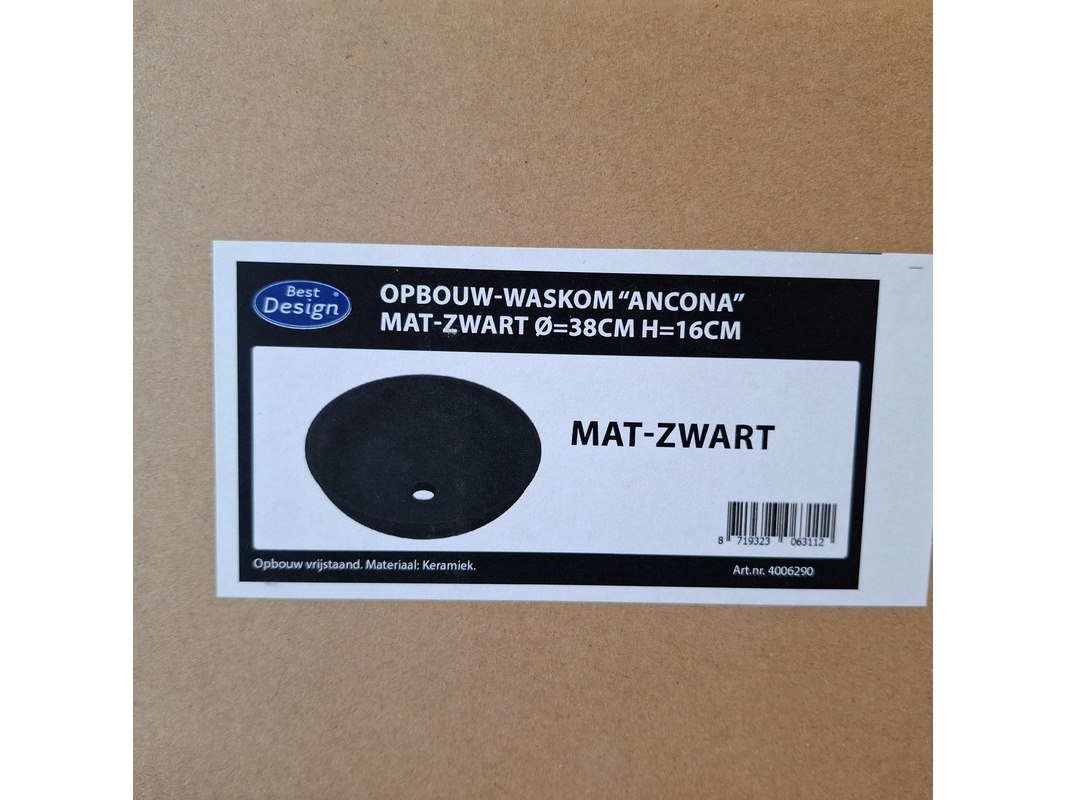 Best
Design
OPBOUW-WASKOM “ANCONA”
MAT-ZWART Ø=38CM H=16CM
MAT-ZWART
8 719323 063112
Opbouw vrijstaand. Materiaal: Keramiek.
Art.nr. 4006290